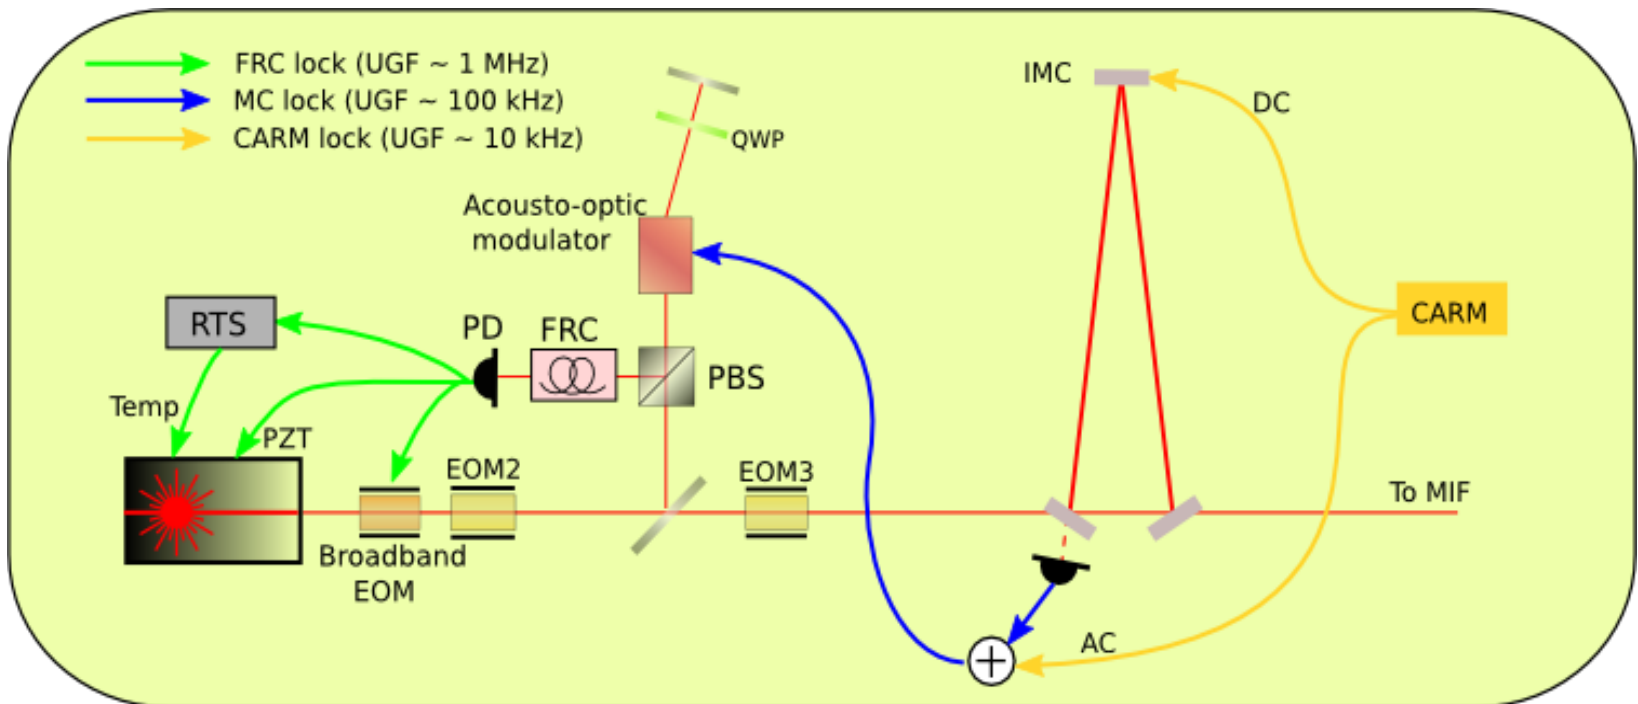 FRC lock (UGF ~ 1 MHz)
MC lock (UGF ~ 100 kHz)
CARM lock (UGF ~ 10 kHz)
IMC
DC
QWP
Acousto-optic
modulator
RTS
PD
FRC
PBS
CARM
Temp
PZT
EOM2
EOM3
To MIF
Broadband
EOM
AC